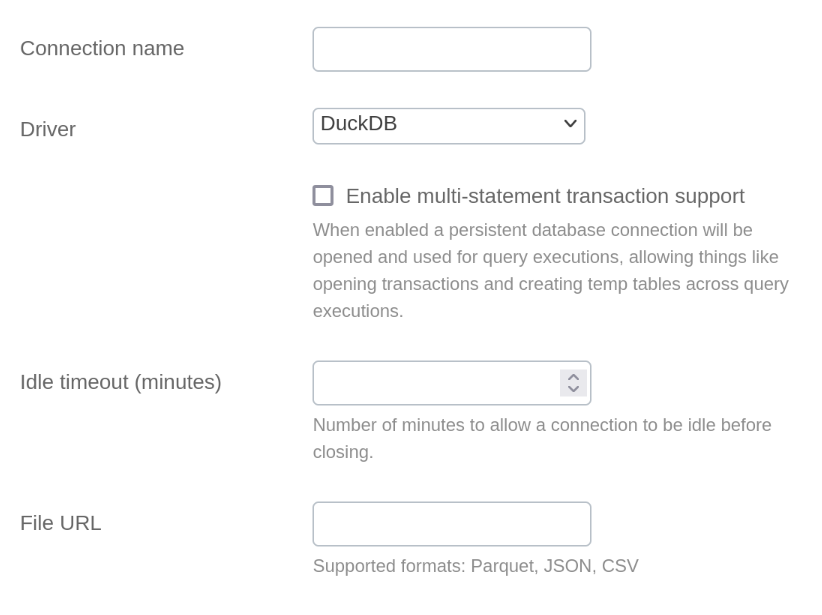 Connection name
Driver
DuckDB
Enable multi-statement transaction support
When enabled a persistent database connection will be
opened and used for query executions, allowing things like
opening transactions and creating temp tables across query
executions.
Idle timeout (minutes)
Number of minutes to allow a connection to be idle before
closing.
File URL
Supported formats: Parquet, JSON, CSV